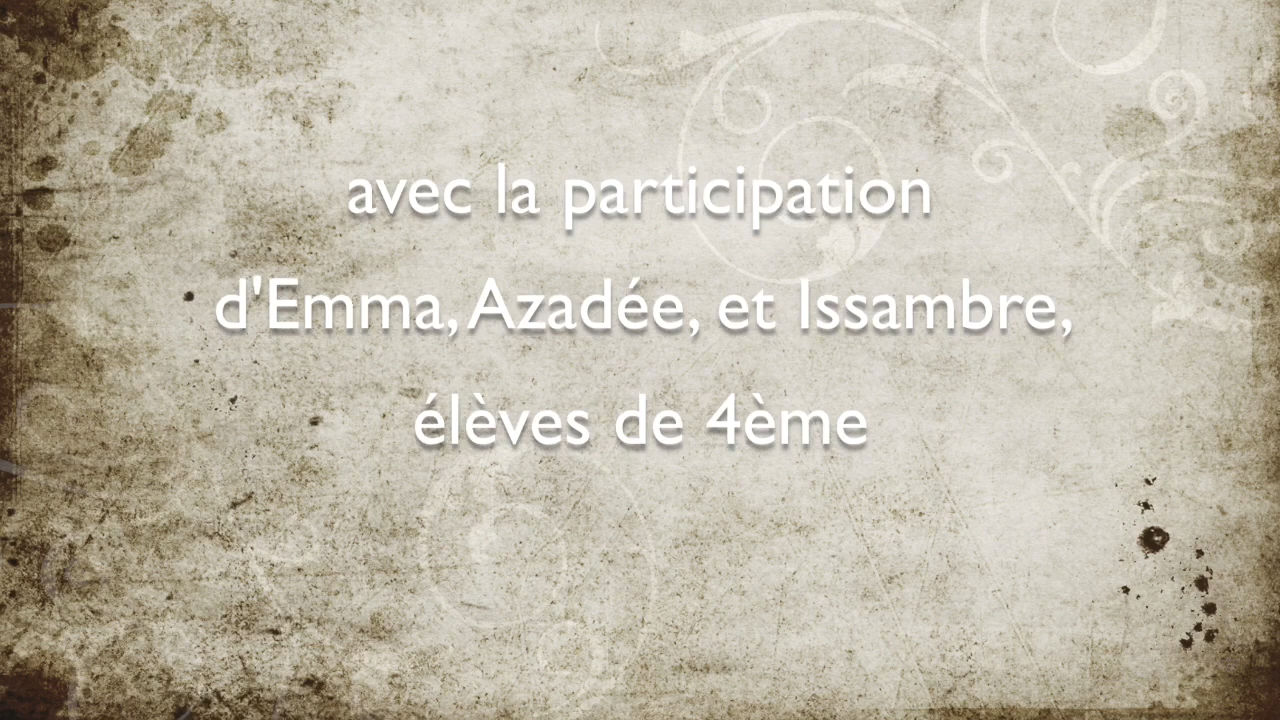 avec la participation
d'Emma, Azadée, et Issambre,
élèves de 4ème